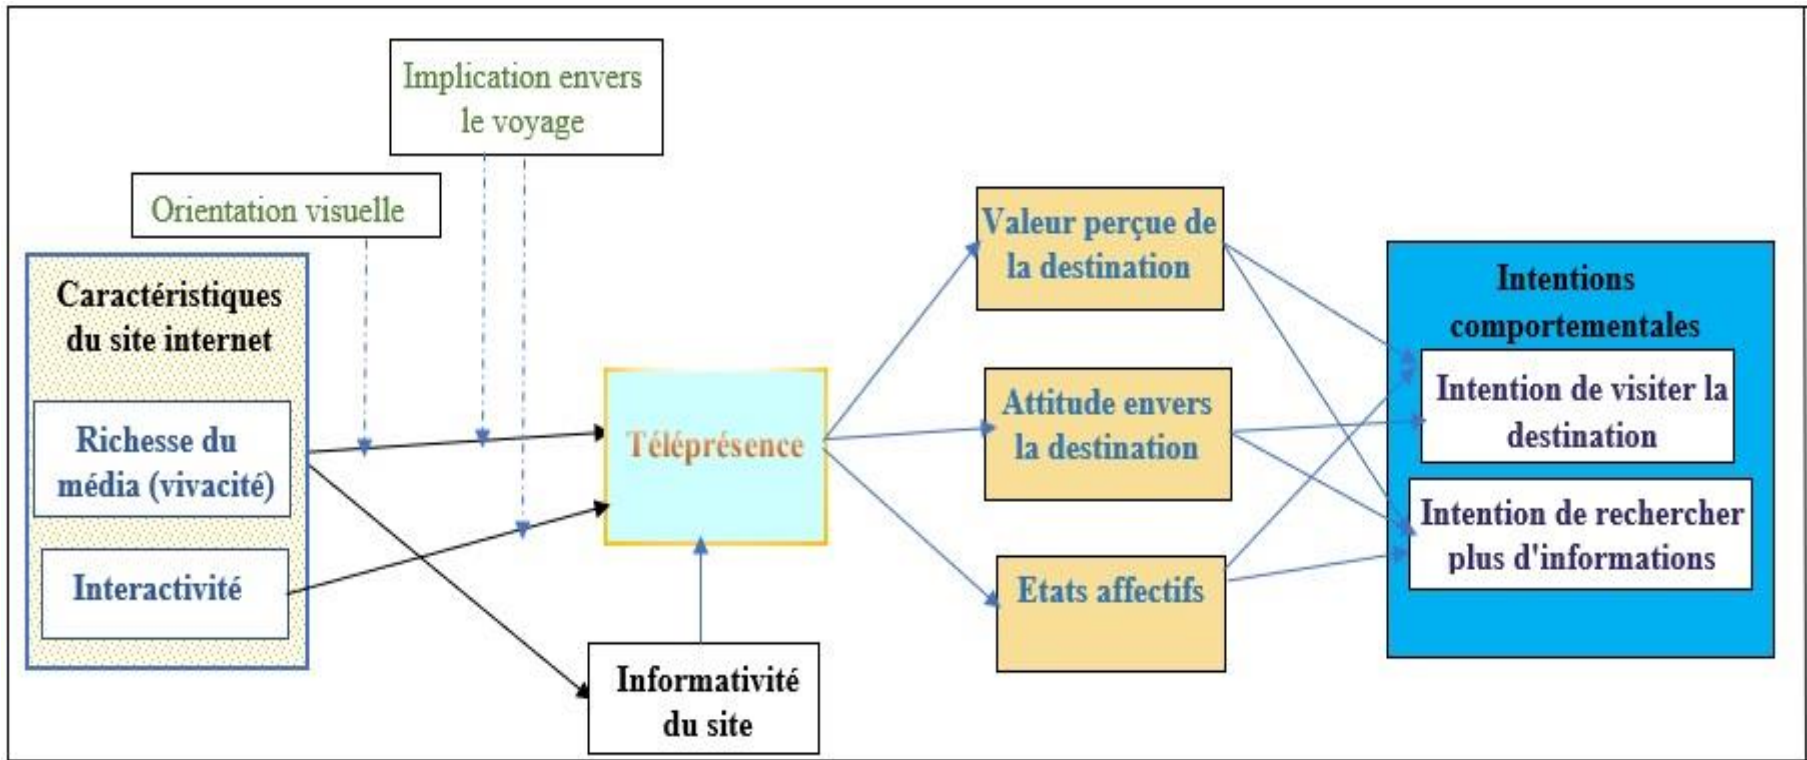 Implication envers
le voyage
Orientation visuelle
Caractéristiques
du site internet
Richesse du
média (vivacité)
Interactivité
Téléprésence
Informativité
du site
Valeur perçue de
la destination
Attitude envers
la destination
Etats affectifs
Intentions
comportementales
Intention de visiter la
destination
Intention de rechercher
plus d'informations